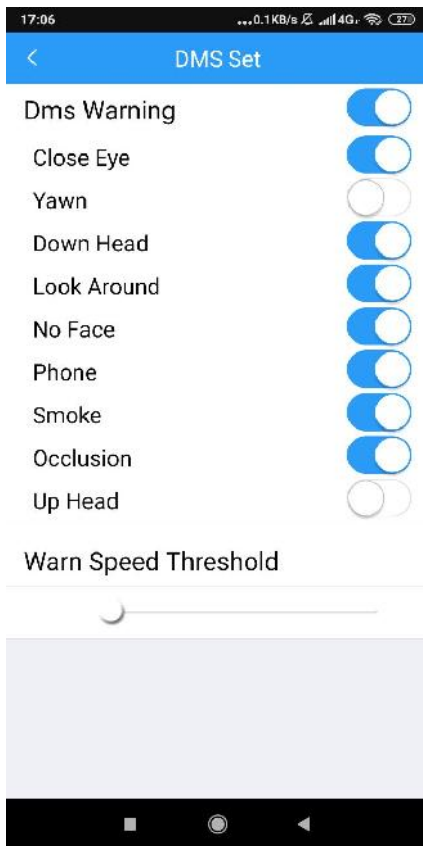 17:06 ...0.1KB/s 4G 27
DMS Set
Dms Warning
Close Eye
Yawn
Down Head
Look Around
No Face
Phone
Smoke
Occlusion
Up Head
Warn Speed Threshold